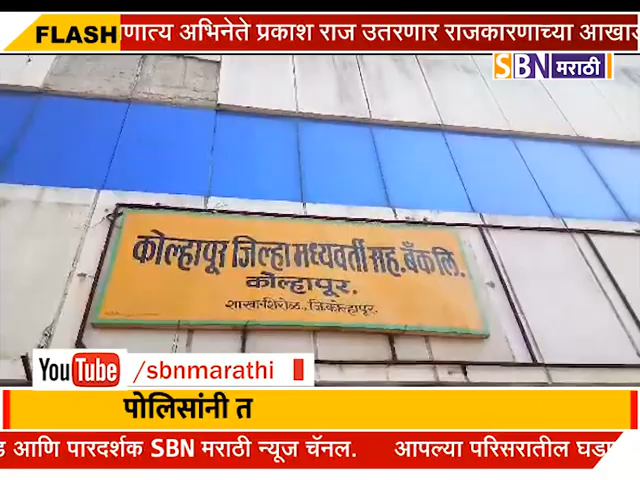 FLASH णात्य अभिनेते प्रकाश राज उतरणार राजकारणाच्या आखाड
SBN मराठी
कोल्हापूर जिल्हा मध्यवर्ती सह. बँक लि.
कोल्हापूर.
शाखा-शिरोळ., जि.कोल्हापूर.
YouTube /sbnmarathi
पोलिसांनी त
ड आणि पारदर्शक SBN मराठी न्यूज चॅनल. आपल्या परिसरातील घडा